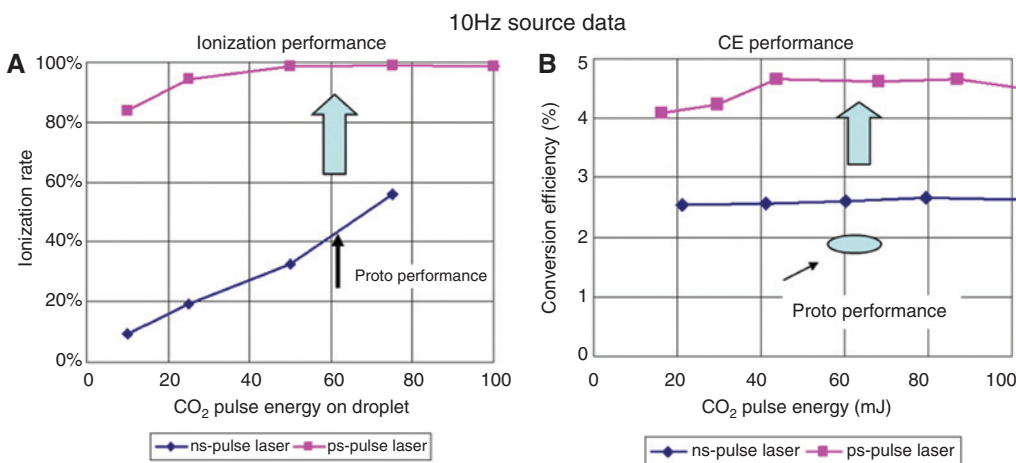 10Hz source data
A
Ionization performance
100%
80%
60%
40%
20%
0%
Ionization rate
Proto performance
0 20 40 60 80 100
CO₂ pulse energy on droplet
ns-pulse laser ps-pulse laser
B
CE performance
5
4
3
2
1
0
Conversion efficiency (%)
Proto performance
0 20 40 60 80 100
CO₂ pulse energy (mJ)
ns-pulse laser ps-pulse laser